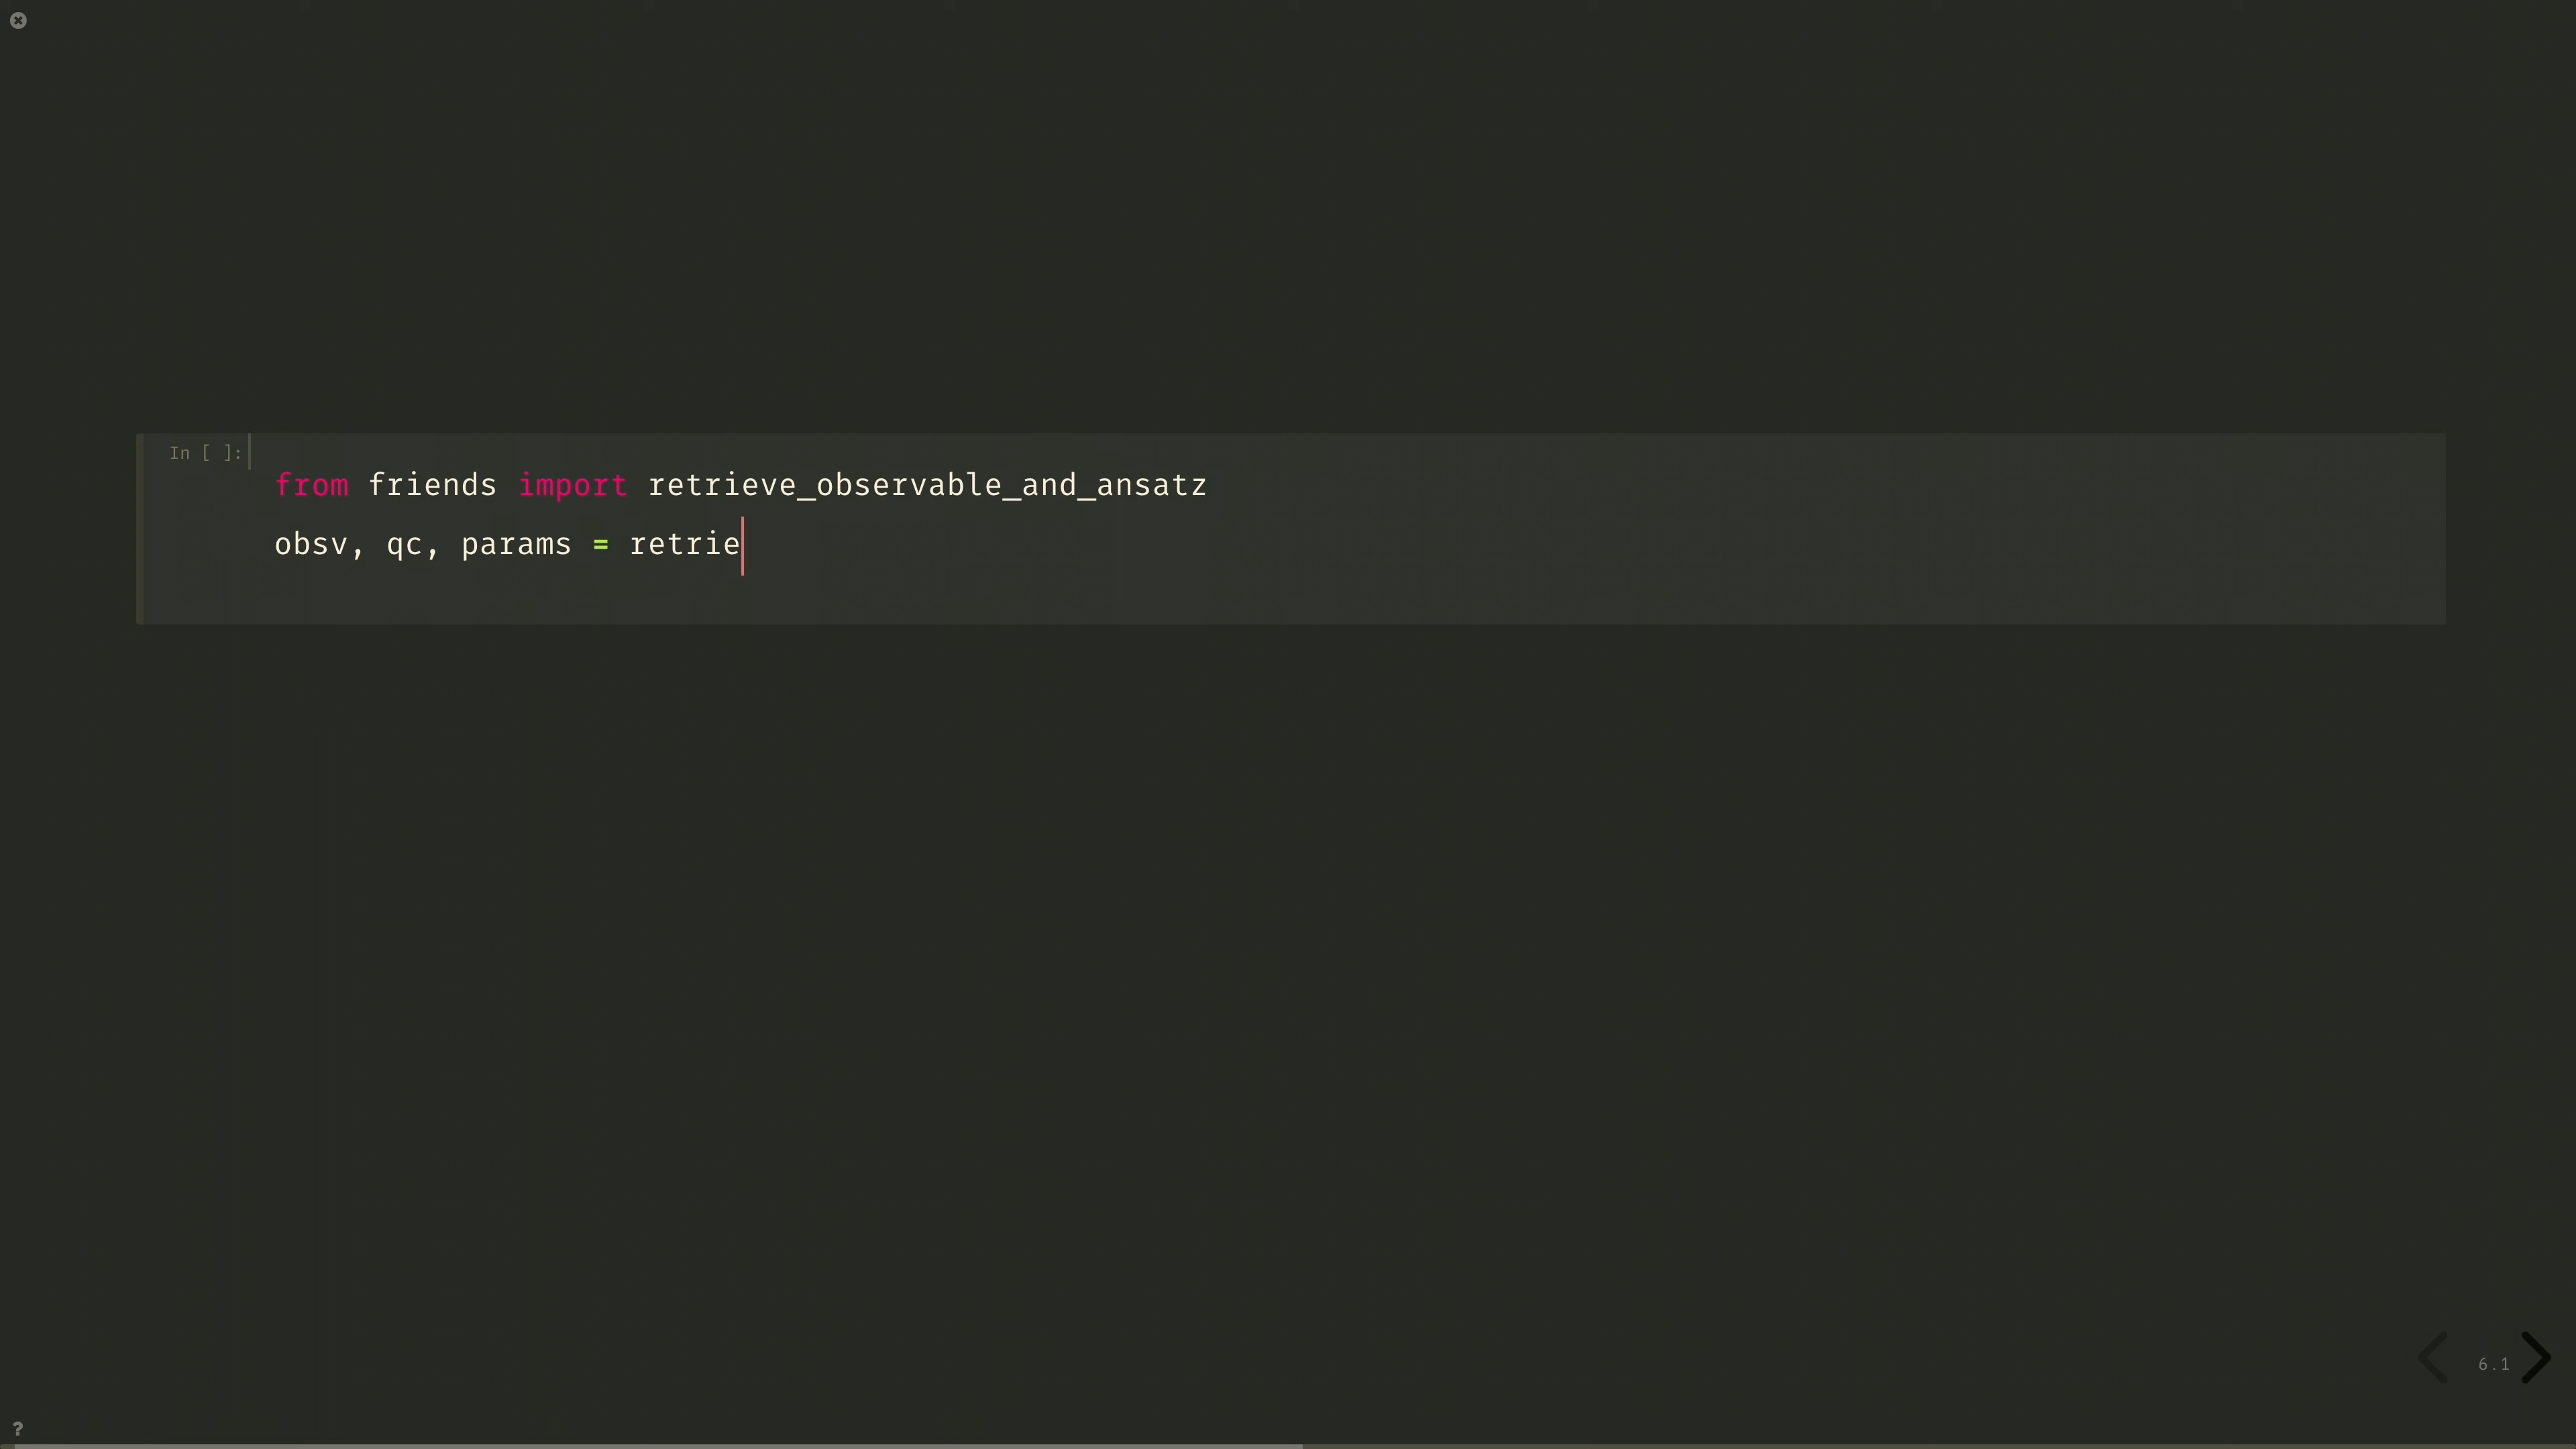 In [ ]:
from friends import retrieve_observable_and_ansatz
obsv, qc, params = retrie
6.1
?